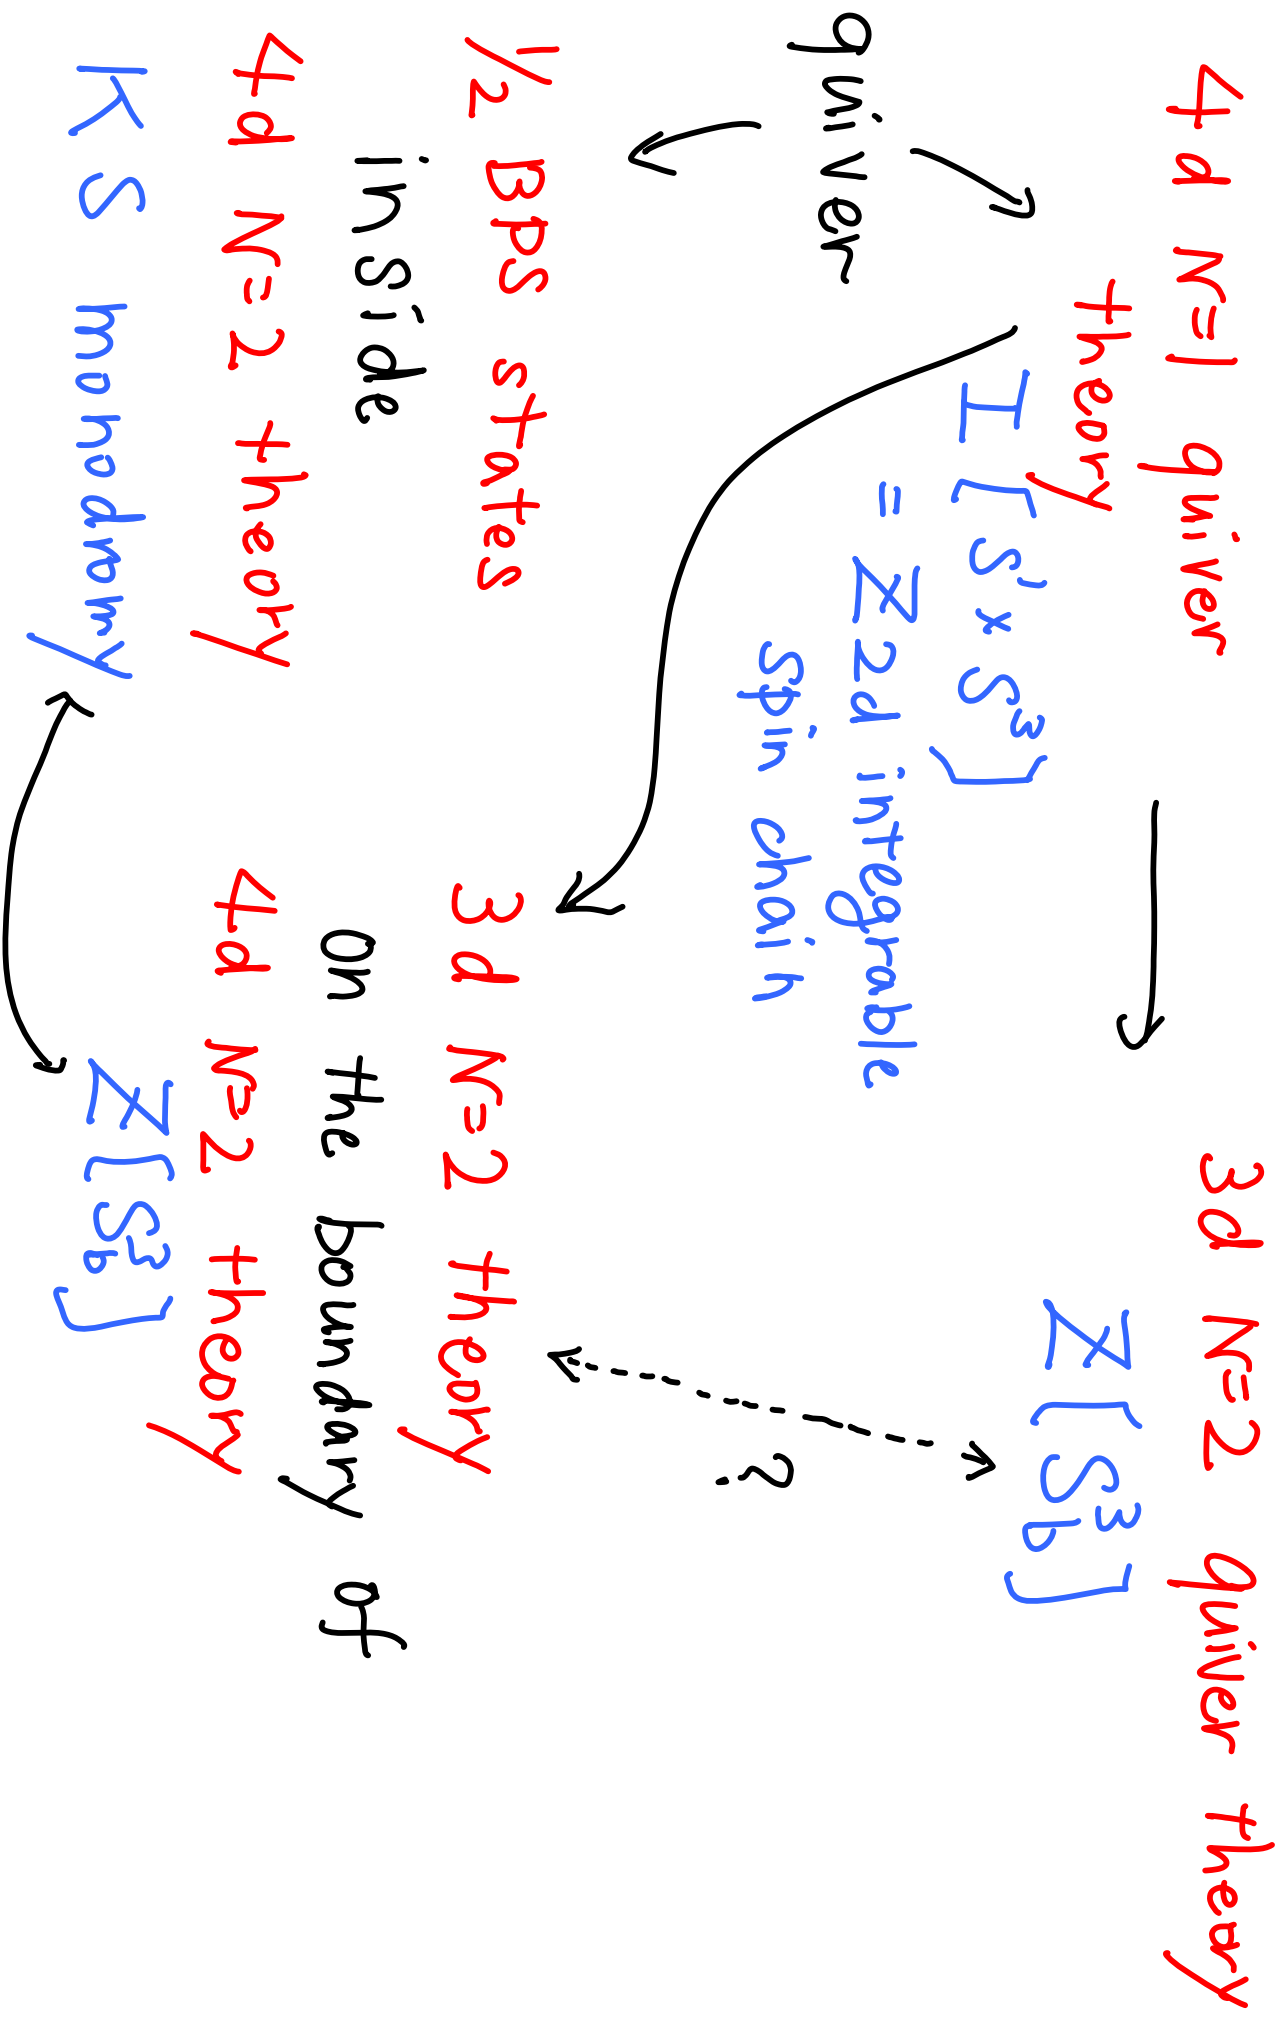 4d N=1 quiver
theory
I[S¹×S³]
= Z2d integrable
spin chain
3d N=2 quiver theory
Z[S³b]
quiver
?
1/2 BPS states
inside
4d N=2 theory
KS monodromy
3d N=2 theory
on the boundary of
4d N=2 theory
Z[S³b]